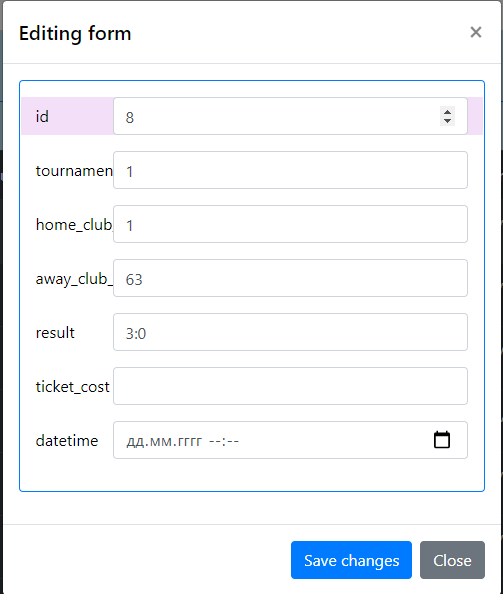 Editing form ×
id 8
tournamen 1
home_club_ 1
away_club_ 63
result 3:0
ticket_cost
datetime дд.мм.гггг --:--
Save changes Close